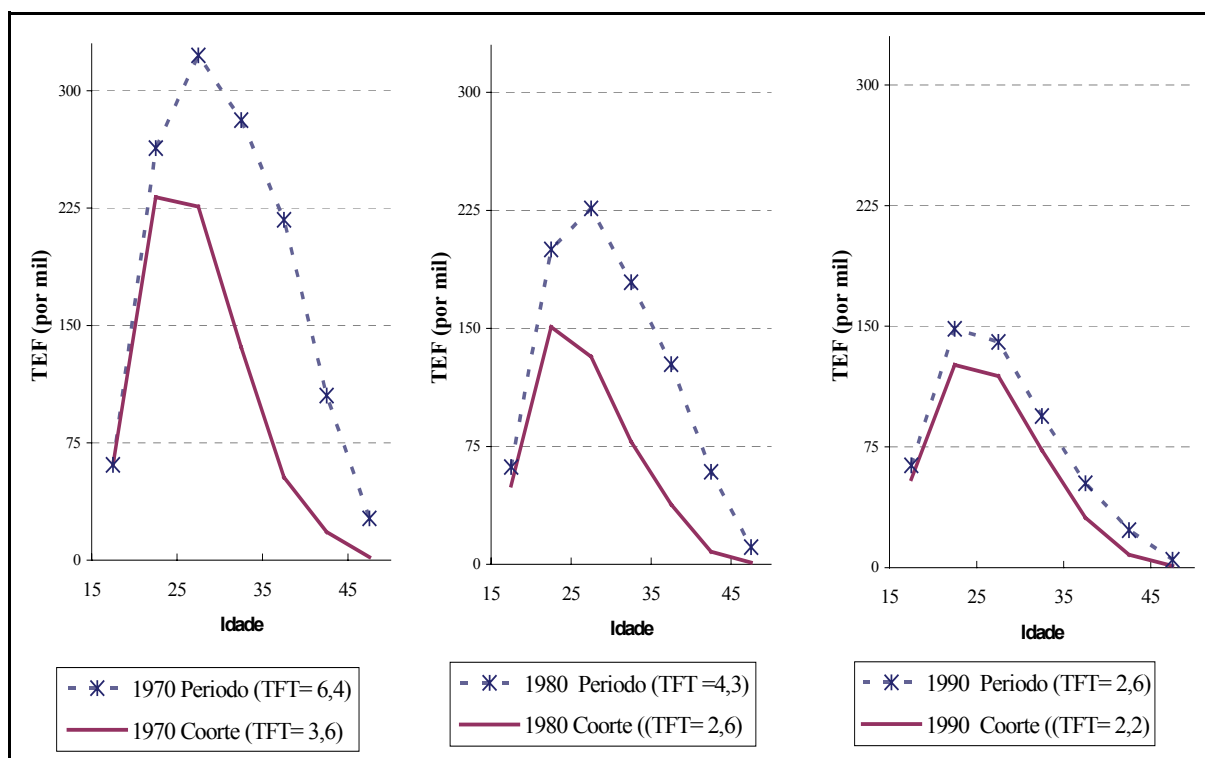 TEF (por mil)
300
225
150
75
0
15
25
35
45
Idade
1970 Periodo (TFT= 6,4)
1970 Coorte (TFT= 3,6)
TEF (por mil)
300
225
150
75
0
15
25
35
45
Idade
1980 Periodo (TFT =4,3)
1980 Coorte ((TFT= 2,6)
TEF (por mil)
300
225
150
75
0
15
25
35
45
Idade
1990 Periodo (TFT= 2,6)
1990 Coorte ((TFT= 2,2)